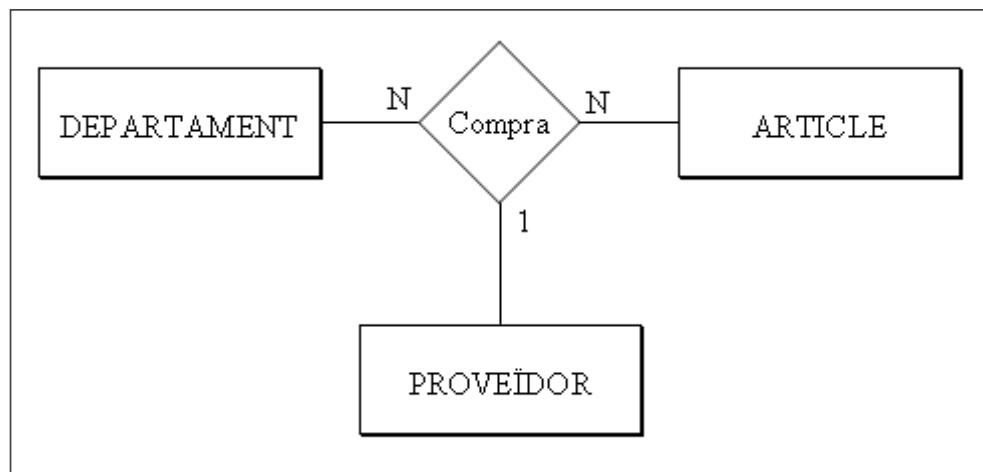 DEPARTAMENT
N
Compra
N
ARTICLE
1
PROVEÏDOR